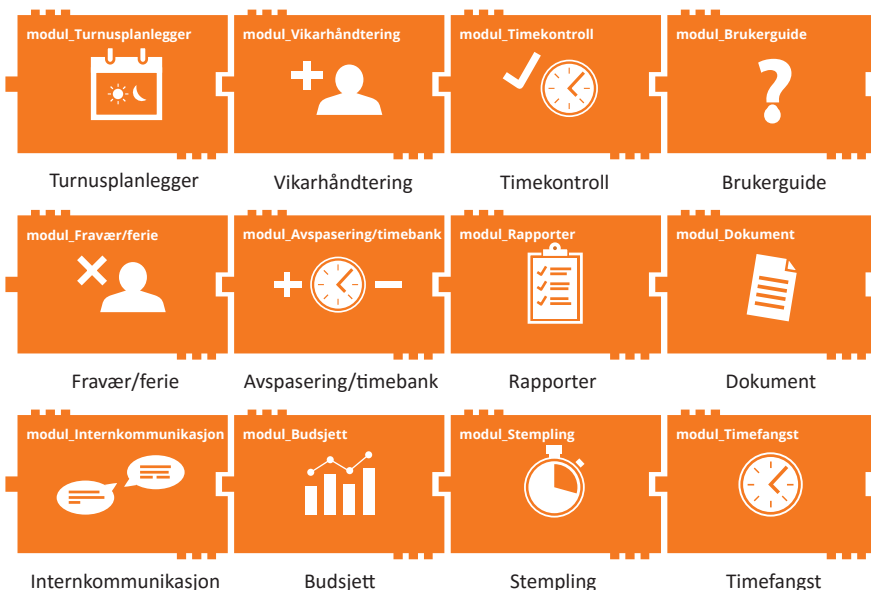 modul_Turnusplanlegger
modul_Vikarhåndtering
modul_Timekontroll
modul_Brukerguide
Turnusplanlegger
Vikarhåndtering
Timekontroll
Brukerguide
modul_Fravær/ferie
modul_Avspasering/timebank
modul_Rapporter
modul_Dokument
Fravær/ferie
Avspasering/timebank
Rapporter
Dokument
modul_Internkommunikasjon
modul_Budsjett
modul_Stempling
modul_Timefangst
Internkommunikasjon
Budsjett
Stempling
Timefangst